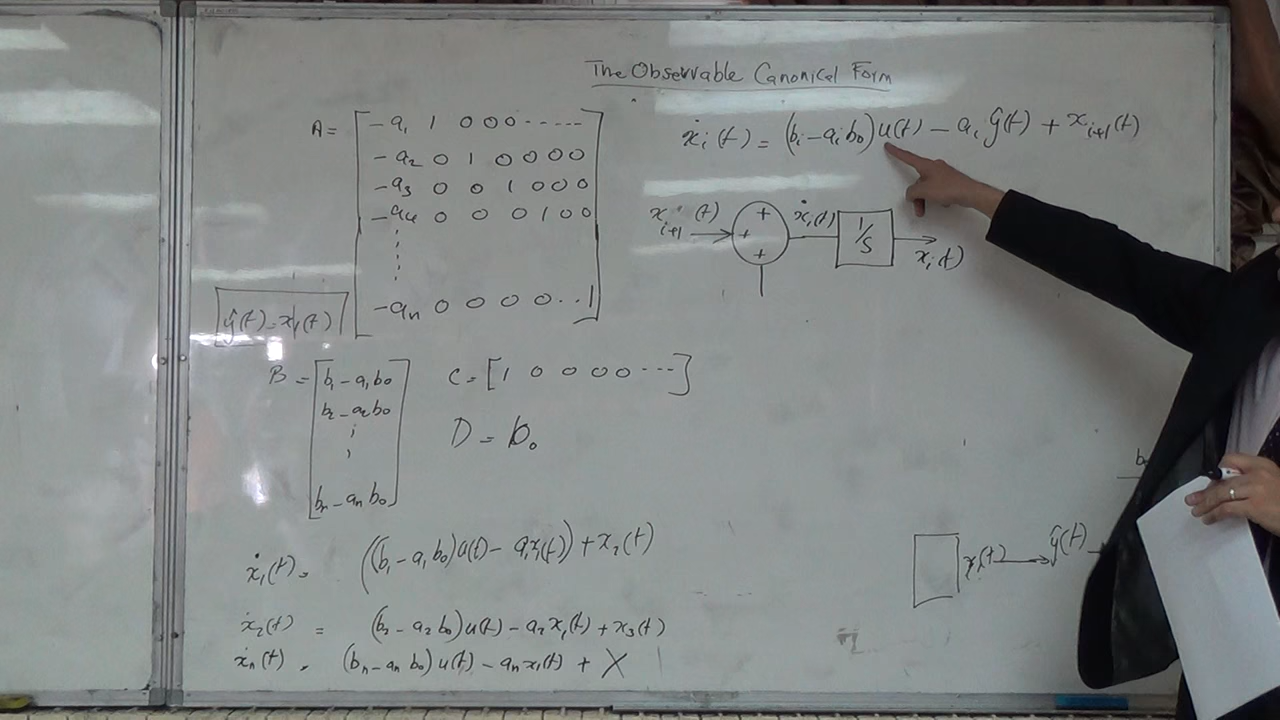 The Observable Canonical Form
A =
-a₁ 1 0 0 0 ......
-a₂ 0 1 0 0 0 0
-a₃ 0 0 1 0 0 0
-a₄ 0 0 0 1 0 0
-aₙ 0 0 0 0 . . 1
ŷ(t) = x₁(t)
B =
b₁ - a₁b₀
b₂ - a₂b₀
bₙ - aₙb₀
C = [1 0 0 0 0 ...]
D = b₀
ẋ₁(t) = ((b₁ - a₁b₀)u(t) - a₁x₁(t)) + x₂(t)
ẋ₂(t) = (b₂ - a₂b₀)u(t) - a₂x₁(t) + x₃(t)
ẋₙ(t) = (bₙ - aₙb₀)u(t) - aₙx₁(t) + X
ẋᵢ(t) = (bᵢ - aᵢb₀)u(t) - aᵢŷ(t) + xᵢ₊₁(t)
xᵢ₊₁(t) + + + ẋᵢ(t) 1/S xᵢ(t)
x₁(t) ŷ(t)